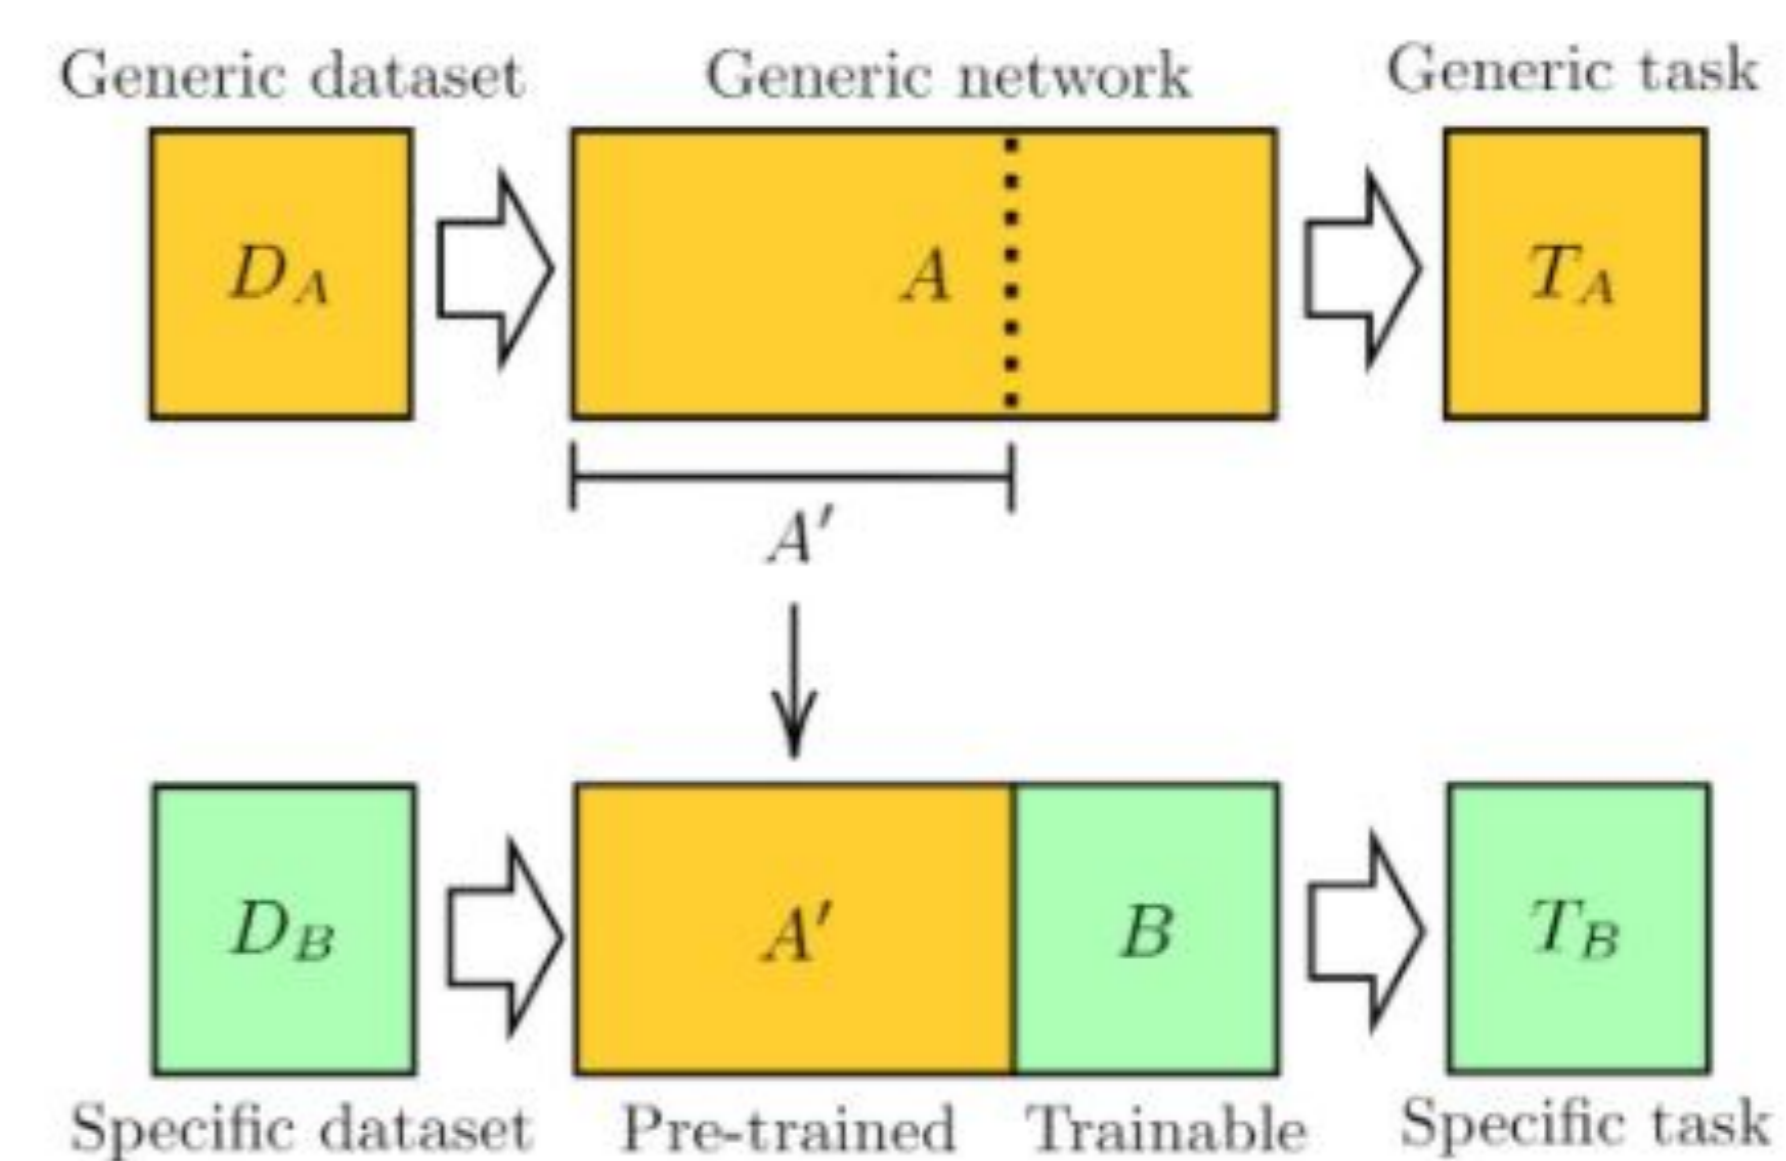 Generic dataset Generic network Generic task
D_A A T_A
A′
D_B A′ B T_B
Specific dataset Pre-trained Trainable Specific task